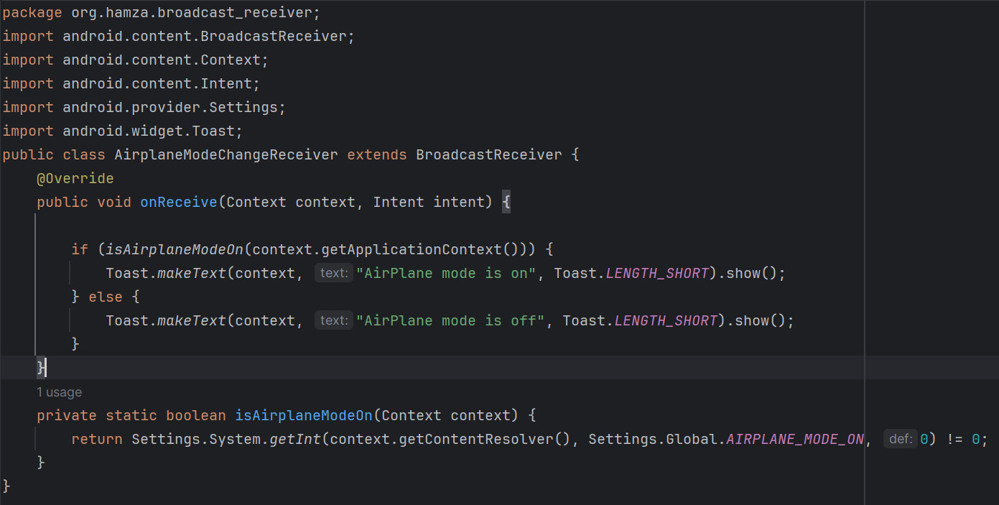 package org.hamza.broadcast_receiver;
import android.content.BroadcastReceiver;
import android.content.Context;
import android.content.Intent;
import android.provider.Settings;
import android.widget.Toast;
public class AirplaneModeChangeReceiver extends BroadcastReceiver {
    @Override
    public void onReceive(Context context, Intent intent) {

        if (isAirplaneModeOn(context.getApplicationContext())) {
            Toast.makeText(context, text: "AirPlane mode is on", Toast.LENGTH_SHORT).show();
        } else {
            Toast.makeText(context, text: "AirPlane mode is off", Toast.LENGTH_SHORT).show();
        }
    }
    1 usage
    private static boolean isAirplaneModeOn(Context context) {
        return Settings.System.getInt(context.getContentResolver(), Settings.Global.AIRPLANE_MODE_ON, def: 0) != 0;
    }
}